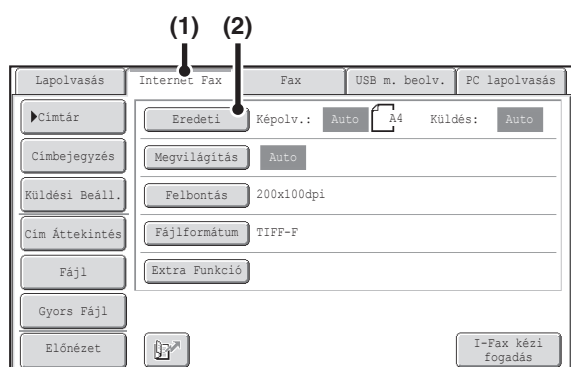 (1) (2)
Lapolvasás Internet Fax Fax USB m. beolv. PC lapolvasás
Címtár Eredeti Képolv.: Auto A4 Küldés: Auto
Címbejegyzés Megvilágítás Auto
Küldési Beáll. Felbontás 200x100dpi
Cím Áttekintés Fájlformátum TIFF-F
Fájl Extra Funkció
Gyors Fájl
Előnézet I-Fax kézi
fogadás